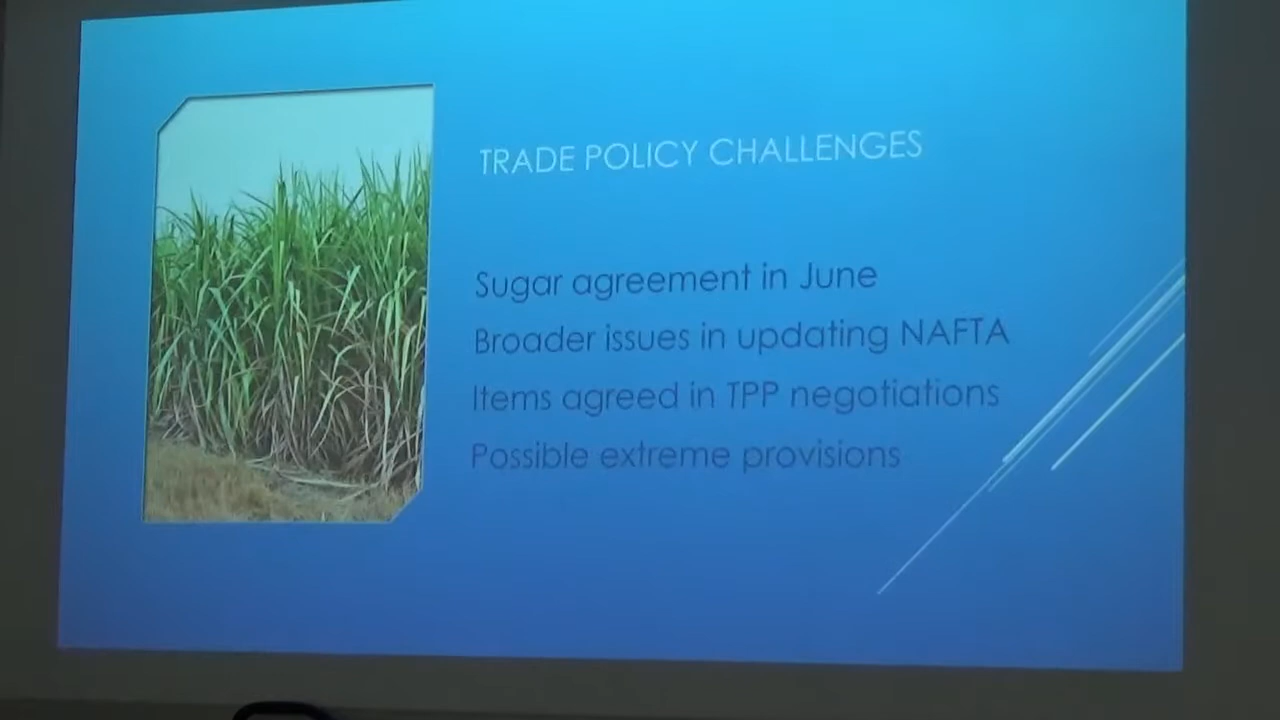 TRADE POLICY CHALLENGES
Sugar agreement in June
Broader issues in updating NAFTA
Items agreed in TPP negotiations
Possible extreme provisions